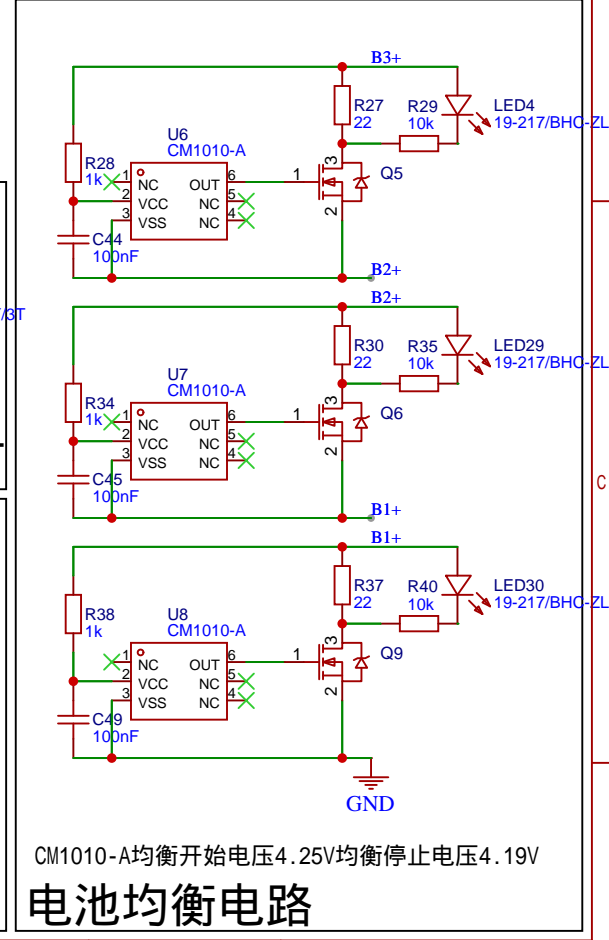 B3+
R27
22
R29
10k
LED4
19-217/BHC-ZL
U6
CM1010-A
R28
1k
1
NC
2
VCC
3
VSS
OUT
6
NC
5
NC
4
1
3
2
Q5
C44
100nF
B2+
B2+
/3T
R30
22
R35
10k
LED29
19-217/BHC-ZL
U7
CM1010-A
R34
1k
1
NC
2
VCC
3
VSS
OUT
6
NC
5
NC
4
1
3
2
Q6
C45
100nF
C
B1+
B1+
R37
22
R40
10k
LED30
19-217/BHC-ZL
U8
CM1010-A
R38
1k
1
NC
2
VCC
3
VSS
OUT
6
NC
5
NC
4
1
3
2
Q9
C49
100nF
GND
CM1010-A均衡开始电压4.25V均衡停止电压4.19V
电池均衡电路